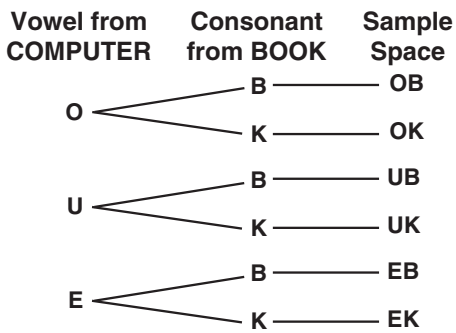 Vowel from Consonant Sample
COMPUTER from BOOK Space
B OB
O
K OK
B UB
U
K UK
B EB
E
K EK